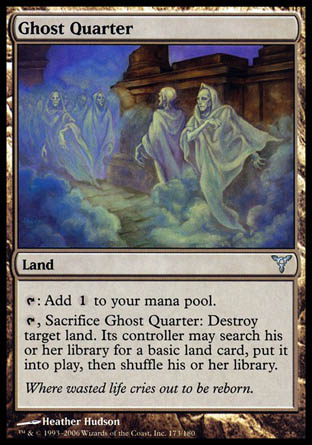 Ghost Quarter
Land
: Add 1 to your mana pool.
, Sacrifice Ghost Quarter: Destroy
target land. Its controller may search his
or her library for a basic land card, put it
into play, then shuffle his or her library.
Where wasted life cries out to be reborn.
Heather Hudson
™ & © 1993–2006 Wizards of the Coast, Inc. 173/180